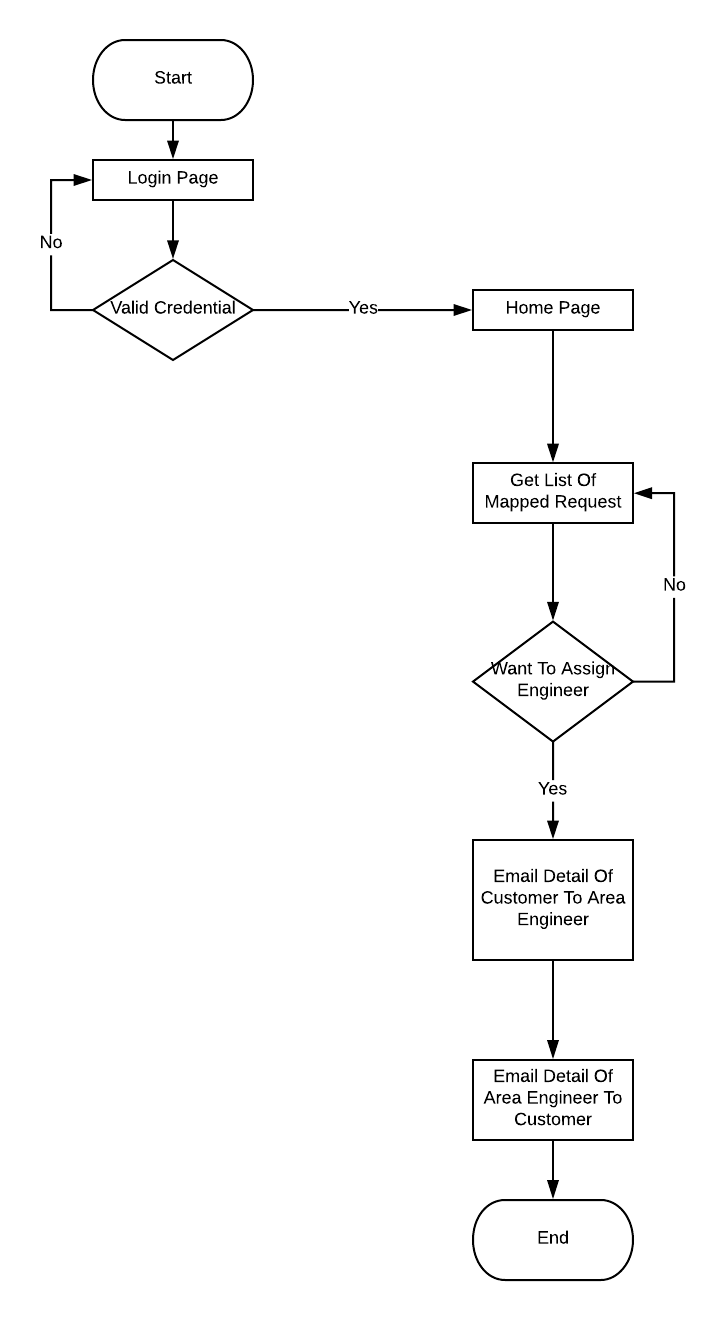 Start
Login Page
No
Valid Credential
Yes
Home Page
Get List Of
Mapped Request
No
Want To Assign
Engineer
Yes
Email Detail Of
Customer To Area
Engineer
Email Detail Of
Area Engineer To
Customer
End